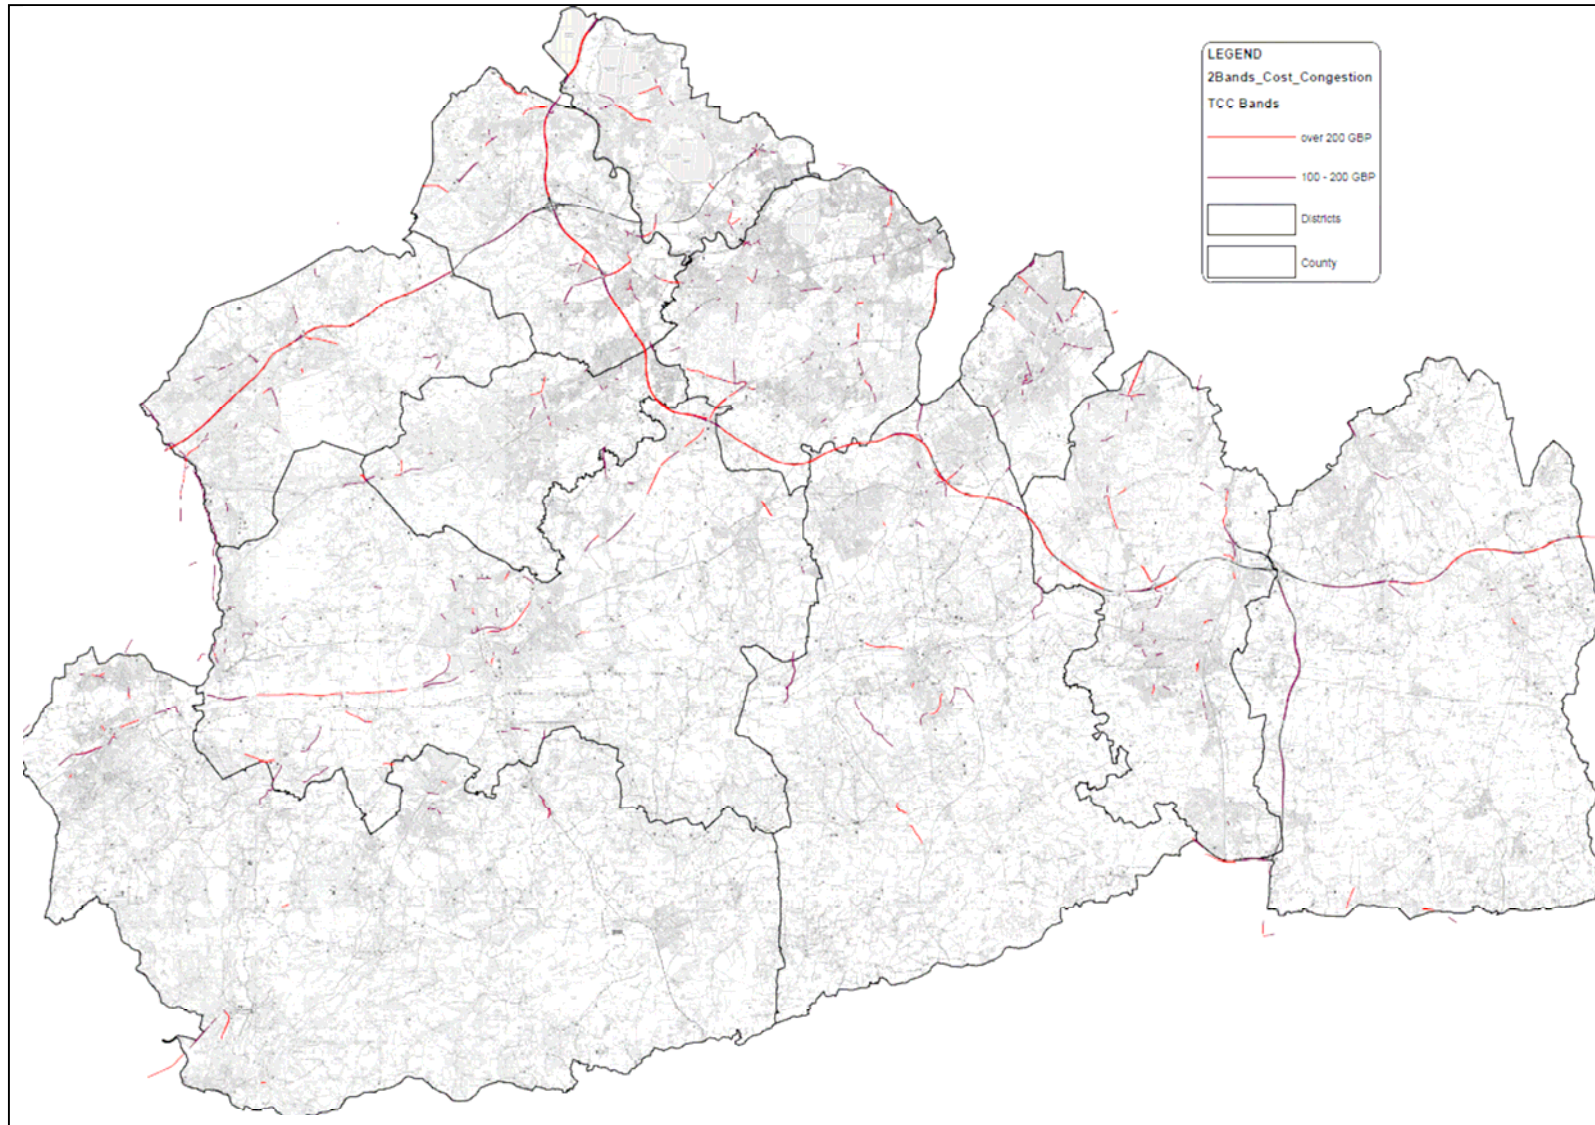 LEGEND
2Bands_Cost_Congestion
TCC Bands
over 200 GBP
100 - 200 GBP
Districts
County